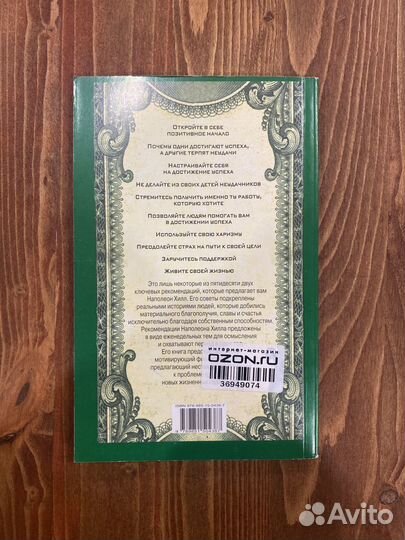 Откройте в себе
позитивное начало
Почему одни достигают успеха,
а другие терпят неудачи
Настраивайте себя
на достижение успеха
Не делайте из своих детей неудачников
Стремитесь получить именно ту работу,
которую хотите
Позволяйте людям помогать вам
в достижении успеха
Используйте свою харизму
Преодолейте страх на пути к своей цели
Заручитесь поддержкой
Живите своей жизнью
Это лишь некоторые из пятидесяти двух
ключевых рекомендаций, которые предлагает вам
Наполеон Хилл. Его советы подкреплены
реальными историями людей, которые добились
материального благополучия, славы и счастья
исключительно благодаря собственным способностям.
Рекомендации Наполеона Хилла предложены
в виде еженедельных тем для осмысления
и охватывают
Его книга
мотивирующий
предлагающий
к
новых
интернет-магазин
OZON.ru
36949074
ISBN
Avito